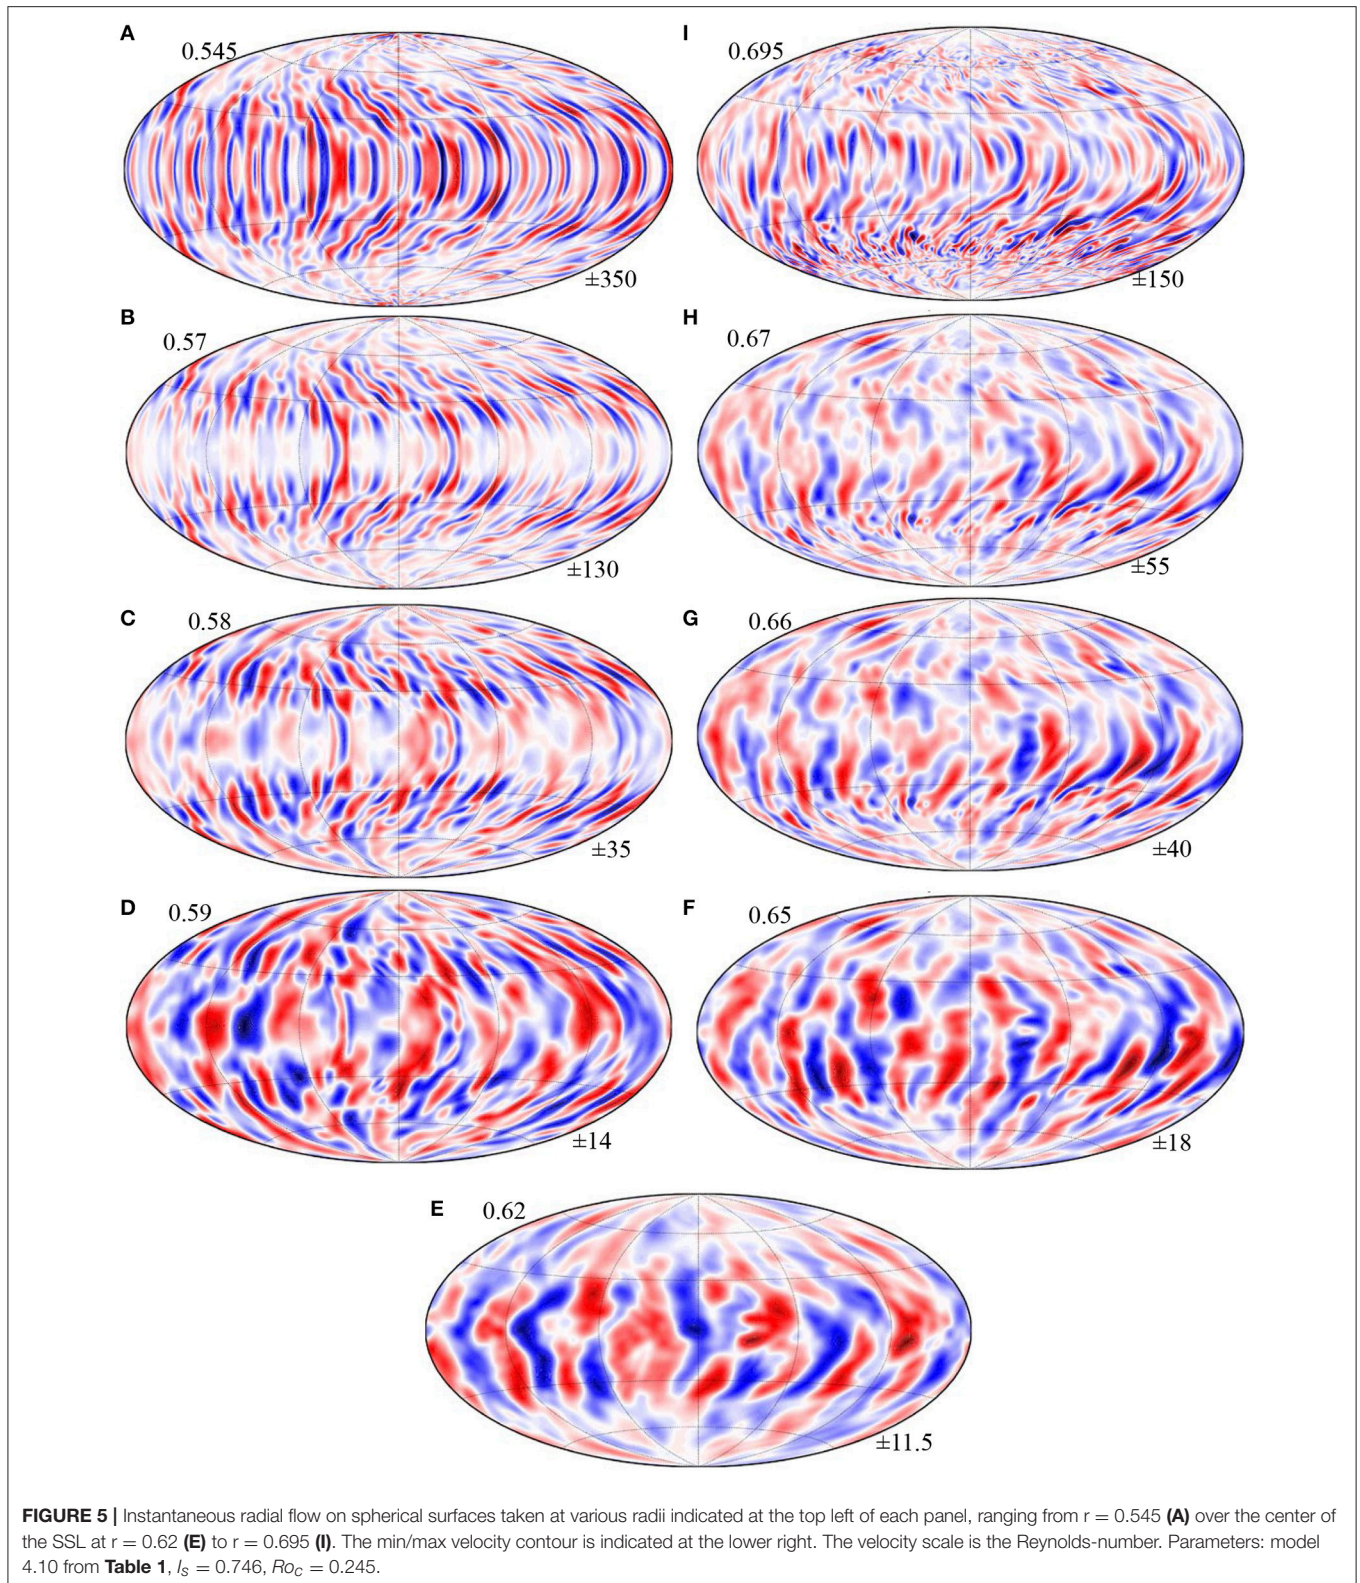 A
0.545
±350
I
0.695
±150
B
0.57
±130
H
0.67
±55
C
0.58
±35
G
0.66
±40
D
0.59
±14
F
0.65
±18
E
0.62
±11.5
FIGURE 5 | Instantaneous radial flow on spherical surfaces taken at various radii indicated at the top left of each panel, ranging from r = 0.545 (A) over the center of
the SSL at r = 0.62 (E) to r = 0.695 (I). The min/max velocity contour is indicated at the lower right. The velocity scale is the Reynolds-number. Parameters: model
4.10 from Table 1, Is = 0.746, Roc = 0.245.